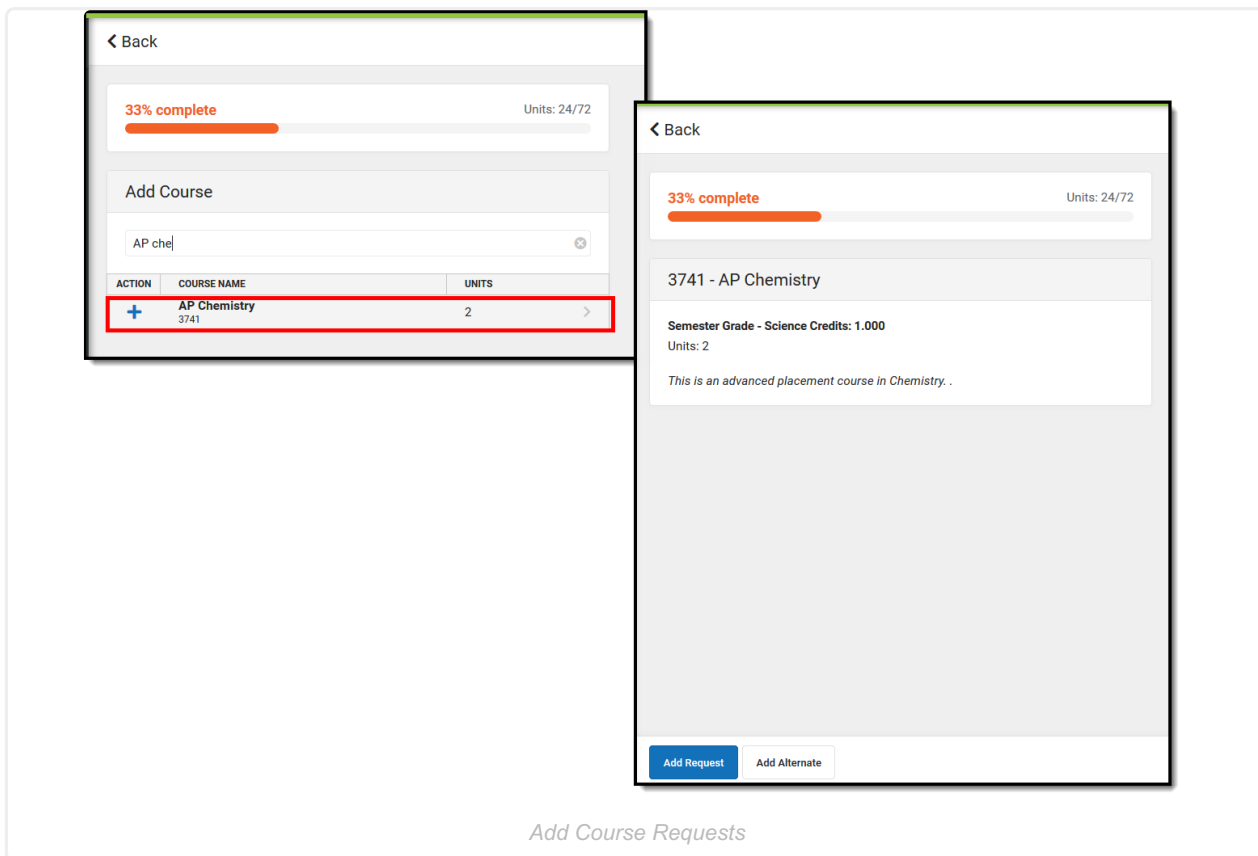 Back
33% complete Units: 24/72
Add Course
AP che
ACTION COURSE NAME UNITS
AP Chemistry
3741
2
Back
33% complete Units: 24/72
3741 - AP Chemistry
Semester Grade - Science Credits: 1.000
Units: 2
This is an advanced placement course in Chemistry. .
Add Request Add Alternate
Add Course Requests